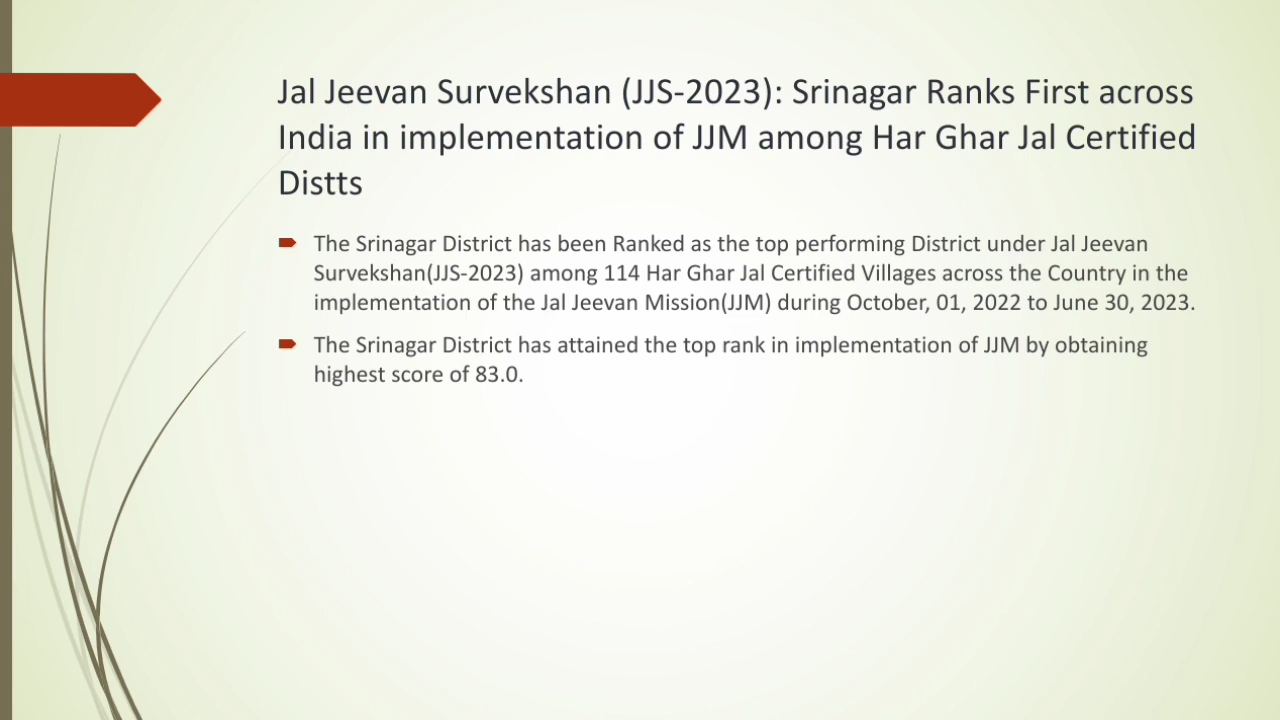 Jal Jeevan Survekshan (JJS-2023): Srinagar Ranks First across
India in implementation of JJM among Har Ghar Jal Certified
Distts
The Srinagar District has been Ranked as the top performing District under Jal Jeevan
Survekshan(JJS-2023) among 114 Har Ghar Jal Certified Villages across the Country in the
implementation of the Jal Jeevan Mission(JJM) during October, 01, 2022 to June 30, 2023.
The Srinagar District has attained the top rank in implementation of JJM by obtaining
highest score of 83.0.